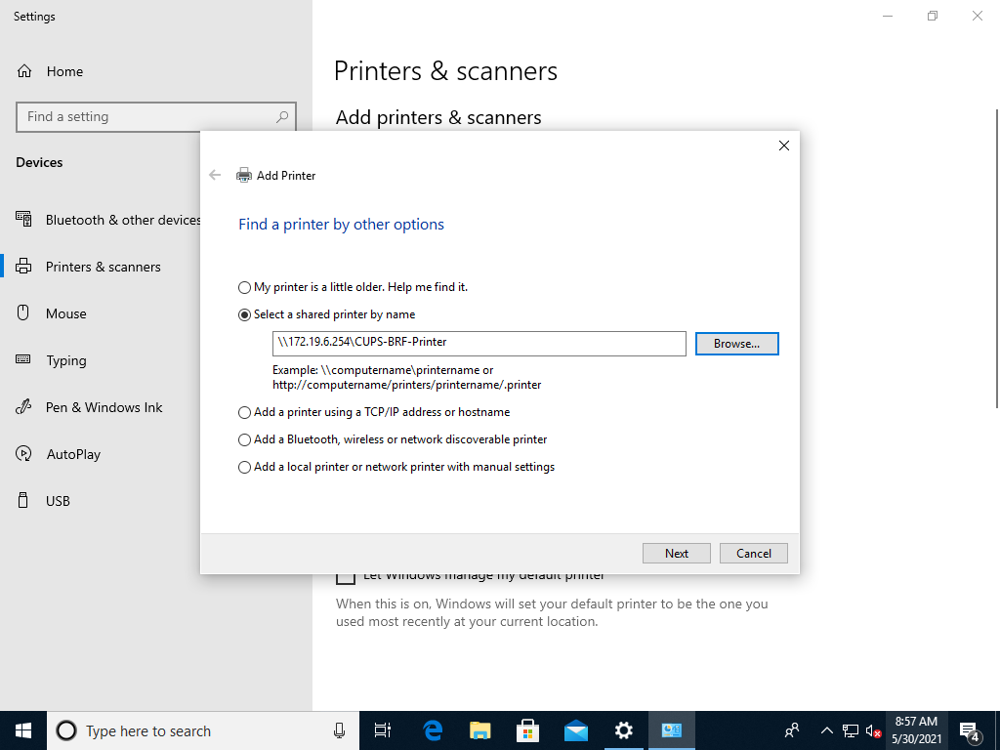 Settings
Home
Find a setting
Devices
Bluetooth & other devices
Printers & scanners
Mouse
Typing
Pen & Windows Ink
AutoPlay
USB
Printers & scanners
Add printers & scanners
Add Printer
Find a printer by other options
My printer is a little older. Help me find it.
Select a shared printer by name
\\172.19.6.254\CUPS-BRF-Printer
Browse...
Example: \\computername\printername or
http://computername/printers/printername/.printer
Add a printer using a TCP/IP address or hostname
Add a Bluetooth, wireless or network discoverable printer
Add a local printer or network printer with manual settings
Next
Cancel
Let Windows manage my default printer
When this is on, Windows will set your default printer to be the one you
used most recently at your current location.
Type here to search
8:57 AM
5/30/2021
4